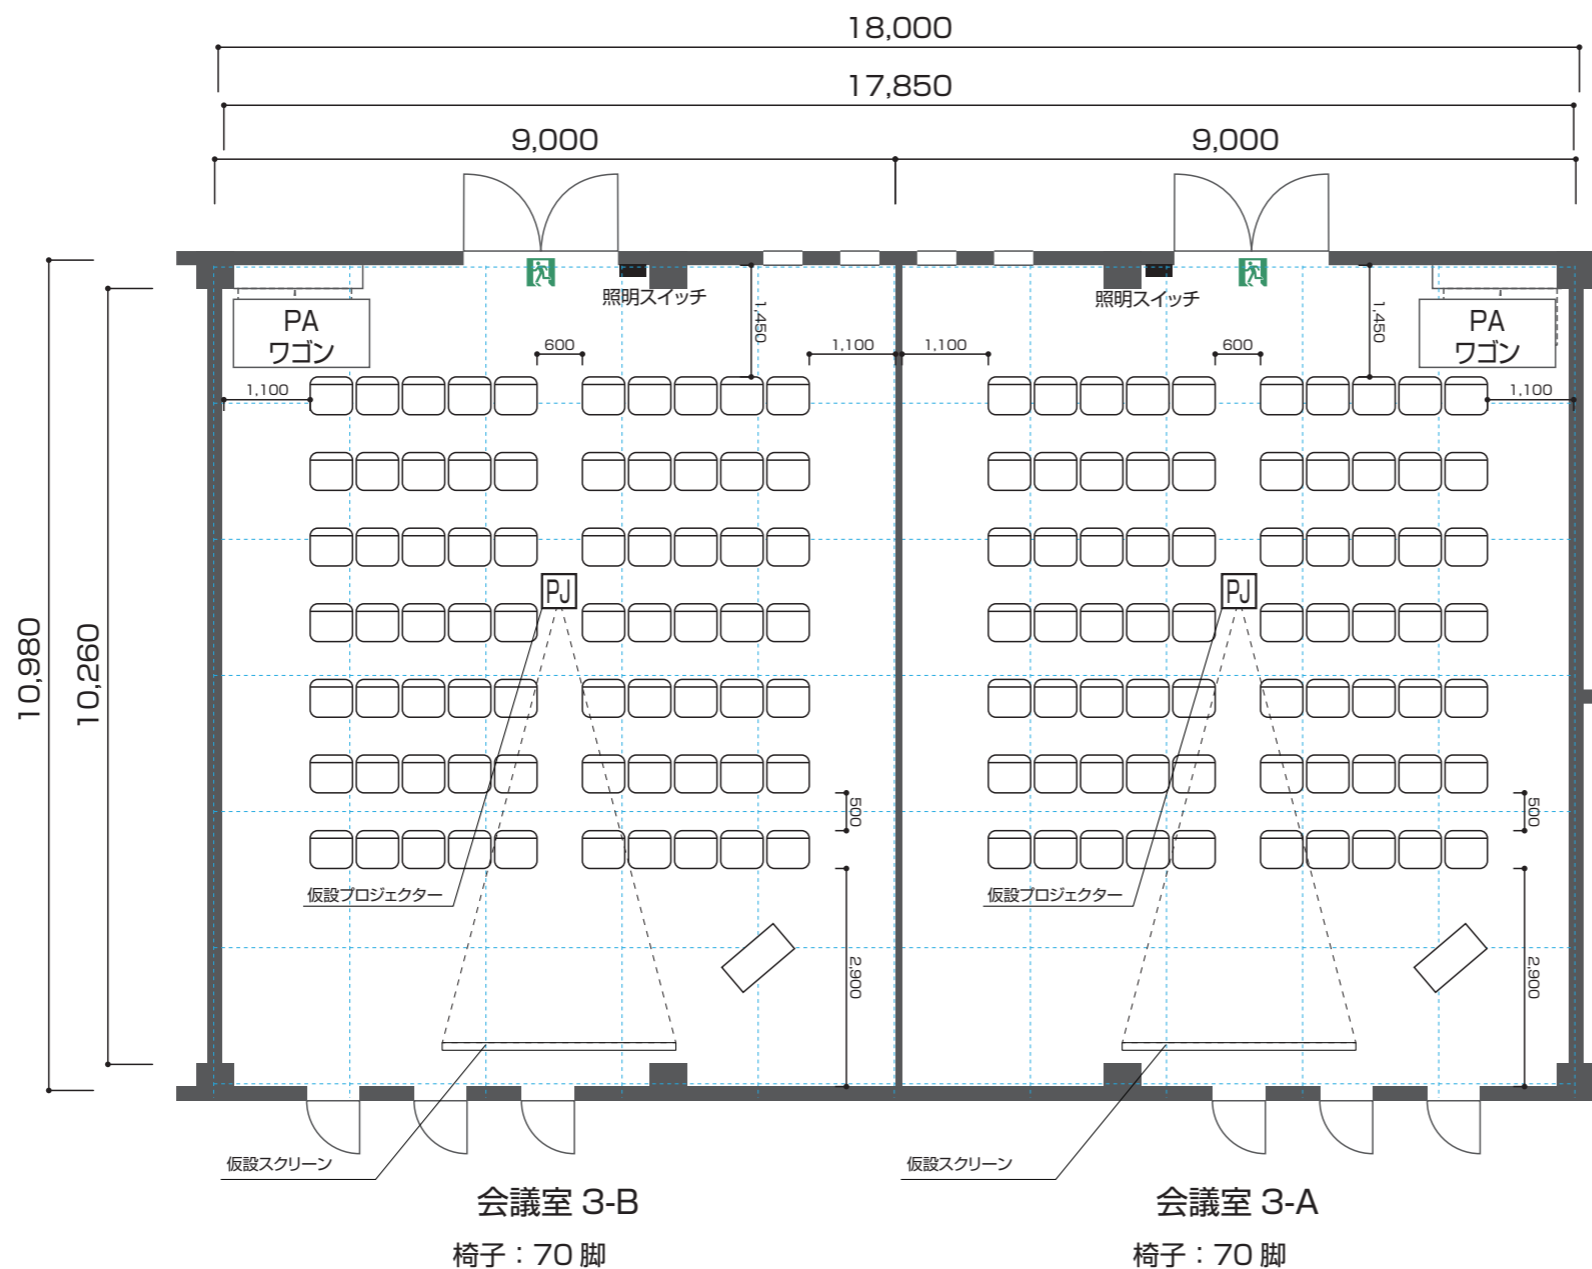 18,000
17,850
9,000
9,000
照明スイッチ
照明スイッチ
PA
ワゴン
PA
ワゴン
1,450
1,450
600
1,100
1,100
600
1,100
1,100
10,980
10,260
PJ
PJ
500
500
仮設プロジェクター
仮設プロジェクター
2,900
2,900
仮設スクリーン
仮設スクリーン
会議室 3-B
会議室 3-A
椅子：70 脚
椅子：70 脚